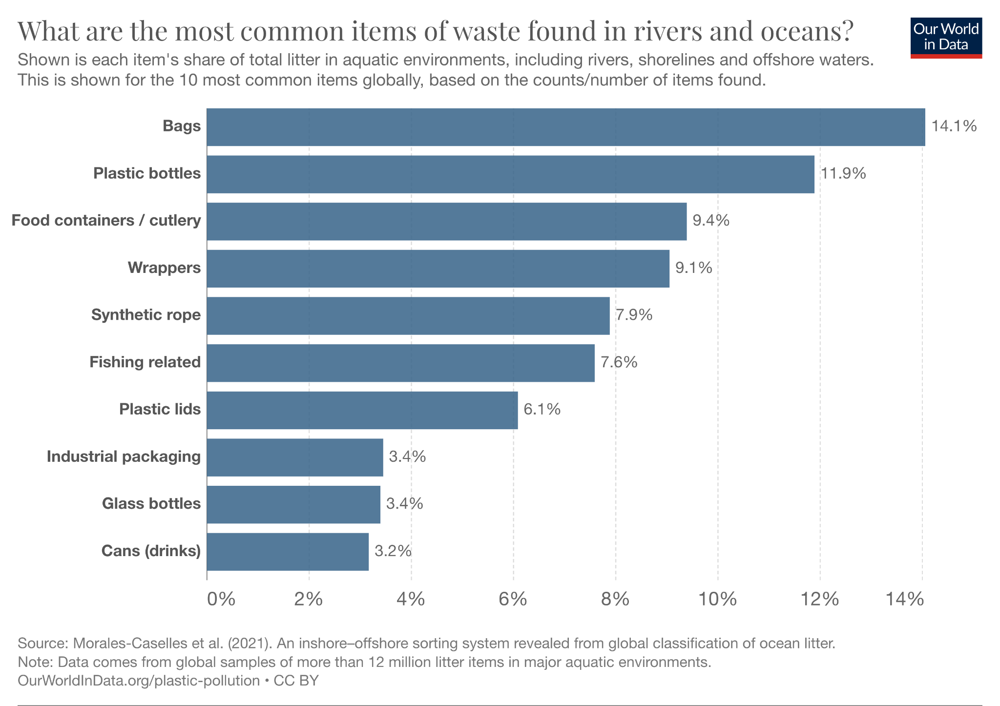 What are the most common items of waste found in rivers and oceans?
Our World
in Data
Shown is each item's share of total litter in aquatic environments, including rivers, shorelines and offshore waters.
This is shown for the 10 most common items globally, based on the counts/number of items found.
Bags 14.1%
Plastic bottles 11.9%
Food containers / cutlery 9.4%
Wrappers 9.1%
Synthetic rope 7.9%
Fishing related 7.6%
Plastic lids 6.1%
Industrial packaging 3.4%
Glass bottles 3.4%
Cans (drinks) 3.2%
0% 2% 4% 6% 8% 10% 12% 14%
Source: Morales-Caselles et al. (2021). An inshore–offshore sorting system revealed from global classification of ocean litter.
Note: Data comes from global samples of more than 12 million litter items in major aquatic environments.
OurWorldInData.org/plastic-pollution • CC BY